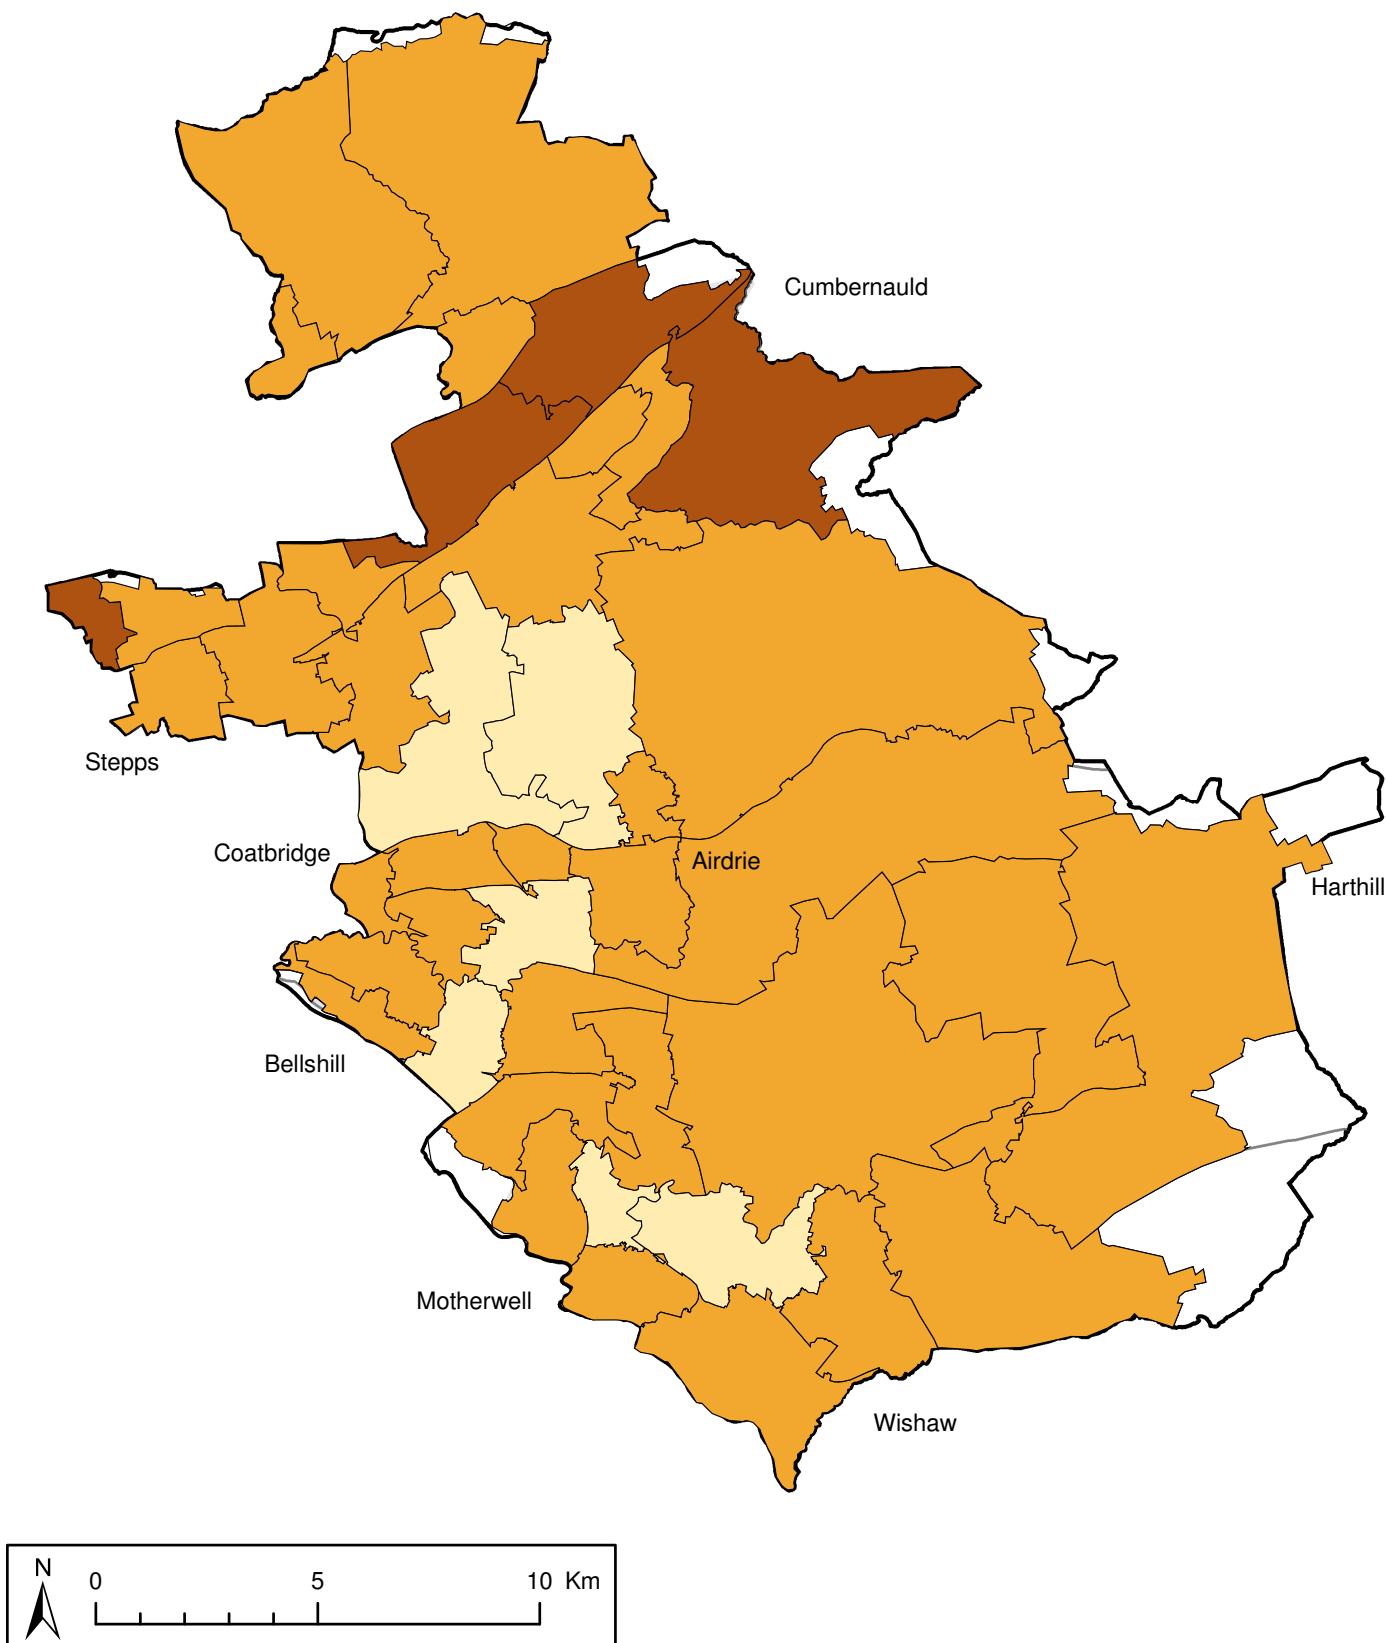 Cumbernauld
Stepps
Coatbridge
Airdrie
Harthill
Bellshill
Motherwell
Wishaw
N
0 5 10 Km